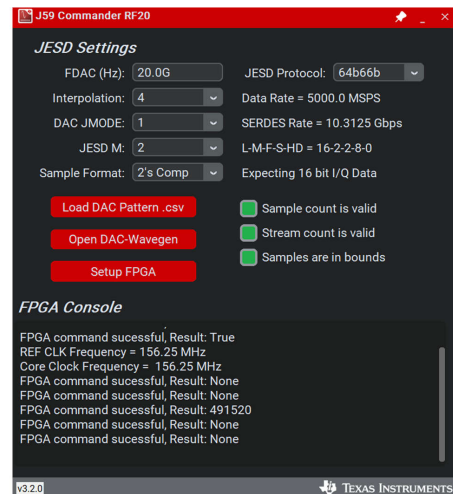 J59 Commander RF20
JESD Settings
FDAC (Hz): 20.0G JESD Protocol: 64b66b
Interpolation: 4 Data Rate = 5000.0 MSPS
DAC JMODE: 1 SERDES Rate = 10.3125 Gbps
JESD M: 2 L-M-F-S-HD = 16-2-2-8-0
Sample Format: 2's Comp Expecting 16 bit I/Q Data
Load DAC Pattern .csv Sample count is valid
Open DAC-Wavegen Stream count is valid
Setup FPGA Samples are in bounds
FPGA Console
FPGA command sucessful, Result: True
REF CLK Frequency = 156.25 MHz
Core Clock Frequency =  156.25 MHz
FPGA command sucessful, Result: None
FPGA command sucessful, Result: None
FPGA command sucessful, Result: 491520
FPGA command sucessful, Result: None
FPGA command sucessful, Result: None
v3.2.0 TEXAS INSTRUMENTS